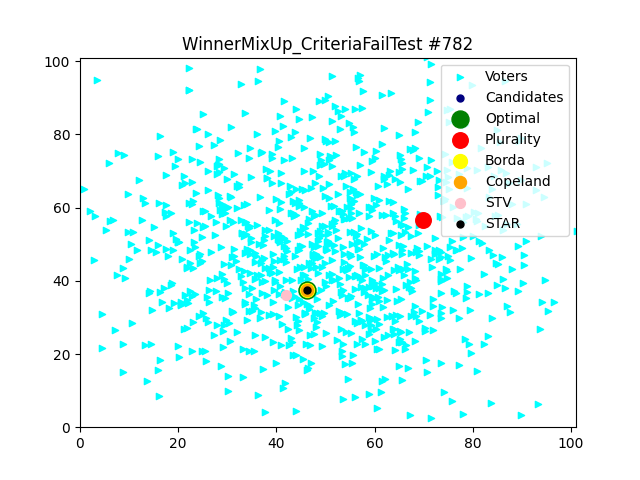 WinnerMixUp_CriteriaFailTest #782
100
80
60
40
20
0
0
20
40
60
80
100
Voters
Candidates
Optimal
Plurality
Borda
Copeland
STV
STAR